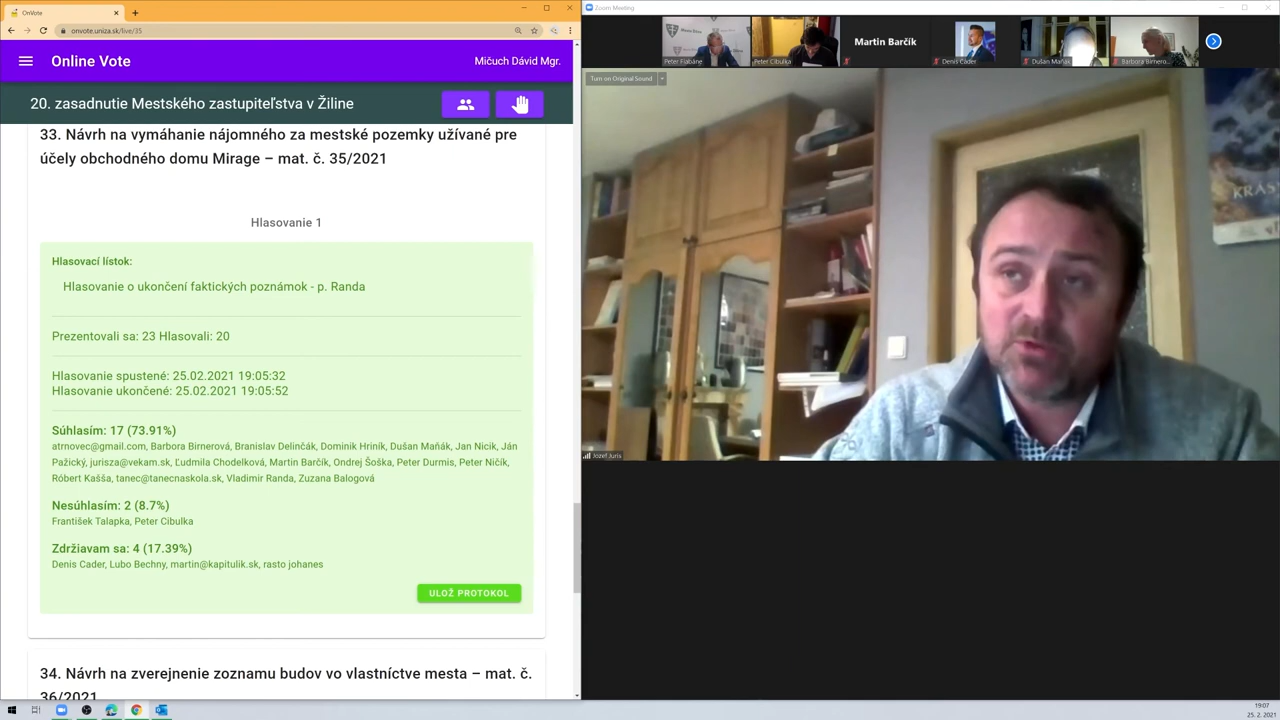 OnVote
onvote.uniza.sk/live/35
Online Vote
Mičuch Dávid Mgr.
20. zasadnutie Mestského zastupiteľstva v Žiline
33. Návrh na vymáhanie nájomného za mestské pozemky užívané pre
účely obchodného domu Mirage – mat. č. 35/2021
Hlasovanie 1
Hlasovací lístok:
Hlasovanie o ukončení faktických poznámok - p. Randa
Prezentovali sa: 23 Hlasovali: 20
Hlasovanie spustené: 25.02.2021 19:05:32
Hlasovanie ukončené: 25.02.2021 19:05:52
Súhlasím: 17 (73.91%)
atrnovec@gmail.com, Barbora Birnerová, Branislav Delinčák, Dominik Hriník, Dušan Maňák, Jan Nicik, Ján
Pažický, jurisza@vekam.sk, Ľudmila Chodelková, Martin Barčík, Ondrej Šoška, Peter Durmis, Peter Ničík,
Róbert Kašša, tanec@tanecnaskola.sk, Vladimir Randa, Zuzana Balogová
Nesúhlasím: 2 (8.7%)
František Talapka, Peter Cibulka
Zdržiavam sa: 4 (17.39%)
Denis Cader, Lubo Bechny, martin@kapitulik.sk, rasto johanes
ULOŽ PROTOKOL
34. Návrh na zverejnenie zoznamu budov vo vlastníctve mesta – mat. č.
36/2021
Zoom Meeting
Peter Fiabáne
Peter Cibulka
Martin Barčík
Denis Cader
Dušan Maňák
Barbora Birnero...
Turn on Original Sound
KRAS
Jozef Juriš
19:07
25. 2. 2021